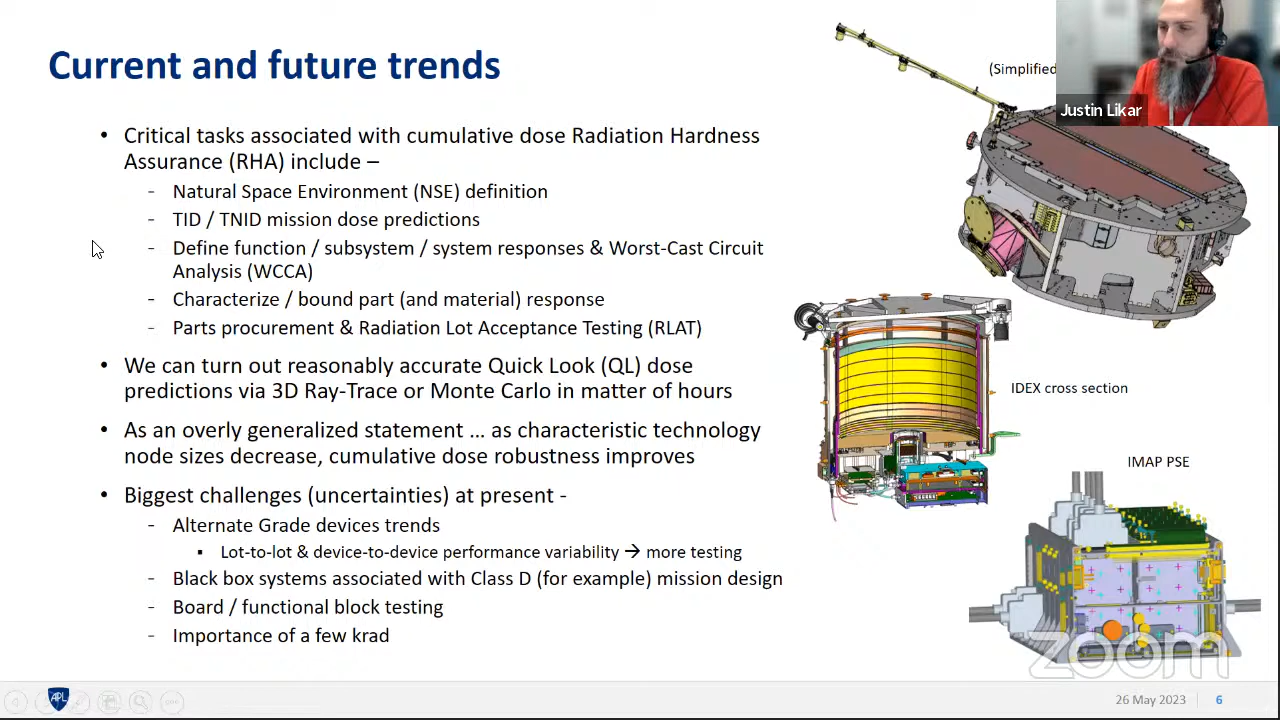 Current and future trends
(Simplified
Justin Likar
• Critical tasks associated with cumulative dose Radiation Hardness
Assurance (RHA) include –
- Natural Space Environment (NSE) definition
- TID / TNID mission dose predictions
- Define function / subsystem / system responses & Worst-Cast Circuit
Analysis (WCCA)
- Characterize / bound part (and material) response
- Parts procurement & Radiation Lot Acceptance Testing (RLAT)
• We can turn out reasonably accurate Quick Look (QL) dose
predictions via 3D Ray-Trace or Monte Carlo in matter of hours
• As an overly generalized statement ... as characteristic technology
node sizes decrease, cumulative dose robustness improves
• Biggest challenges (uncertainties) at present -
- Alternate Grade devices trends
▪ Lot-to-lot & device-to-device performance variability → more testing
- Black box systems associated with Class D (for example) mission design
- Board / functional block testing
- Importance of a few krad
IDEX cross section
IMAP PSE
zoom
APL
26 May 2023
6